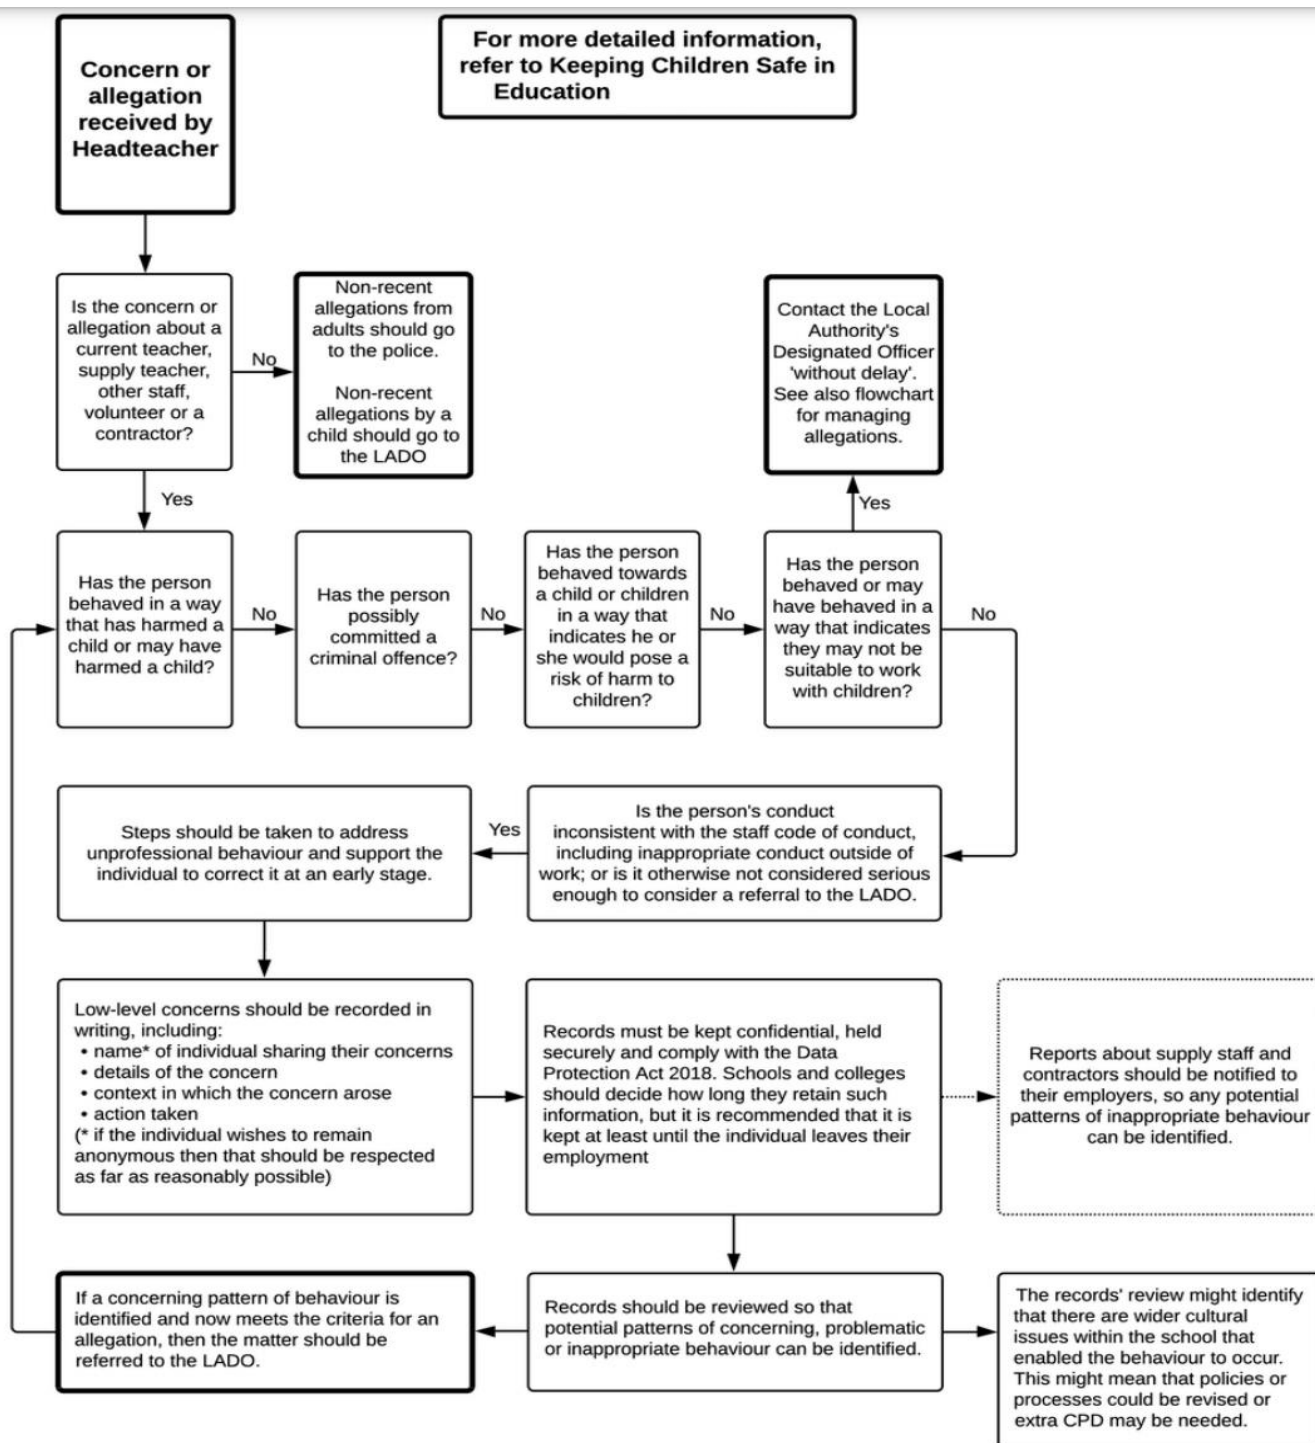 Concern or
allegation
received by
Headteacher
For more detailed information,
refer to Keeping Children Safe in
Education
Is the concern or
allegation about a
current teacher,
supply teacher,
other staff,
volunteer or a
contractor?
No
Non-recent
allegations from
adults should go
to the police.
Non-recent
allegations by a
child should go to
the LADO
Contact the Local
Authority's
Designated Officer
'without delay'.
See also flowchart
for managing
allegations.
Yes
Yes
Has the person
behaved in a way
that has harmed a
child or may have
harmed a child?
No
Has the person
possibly
committed a
criminal offence?
No
Has the person
behaved towards
a child or children
in a way that
indicates he or
she would pose a
risk of harm to
children?
No
Has the person
behaved or may
have behaved in a
way that indicates
they may not be
suitable to work
with children?
No
Steps should be taken to address
unprofessional behaviour and support the
individual to correct it at an early stage.
Yes
Is the person's conduct
inconsistent with the staff code of conduct,
including inappropriate conduct outside of
work; or is it otherwise not considered serious
enough to consider a referral to the LADO.
Low-level concerns should be recorded in
writing, including:
• name* of individual sharing their concerns
• details of the concern
• context in which the concern arose
• action taken
(* if the individual wishes to remain
anonymous then that should be respected
as far as reasonably possible)
Records must be kept confidential, held
securely and comply with the Data
Protection Act 2018. Schools and colleges
should decide how long they retain such
information, but it is recommended that it is
kept at least until the individual leaves their
employment
Reports about supply staff and
contractors should be notified to
their employers, so any potential
patterns of inappropriate behaviour
can be identified.
If a concerning pattern of behaviour is
identified and now meets the criteria for an
allegation, then the matter should be
referred to the LADO.
Records should be reviewed so that
potential patterns of concerning, problematic
or inappropriate behaviour can be identified.
The records' review might identify
that there are wider cultural
issues within the school that
enabled the behaviour to occur.
This might mean that policies or
processes could be revised or
extra CPD may be needed.